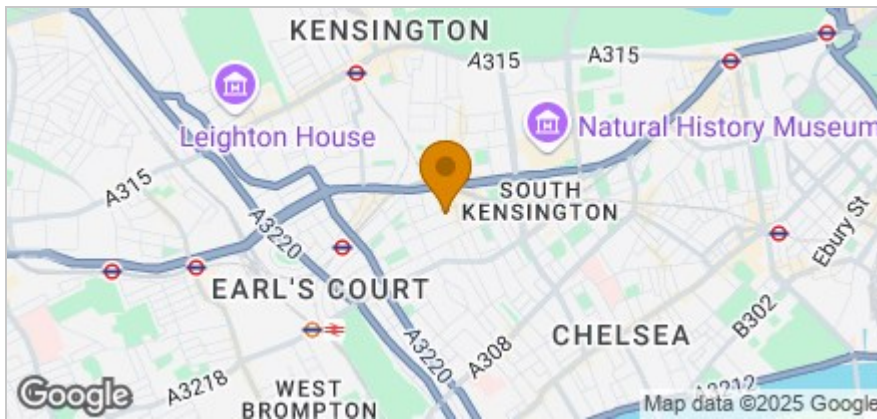 KENSINGTON
A315
A315
Leighton House
Natural History Museum
A315
SOUTH
KENSINGTON
A3220
EARL'S COURT
Ebury St
CHELSEA
B302
A308
A3220
A3218
WEST
BROMPTON
A3212
Google
Map data ©2025 Google